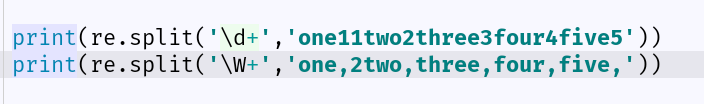 print(re.split('\d+','one11two2three3four4five5'))
print(re.split('\W+','one,2two,three,four,five,'))